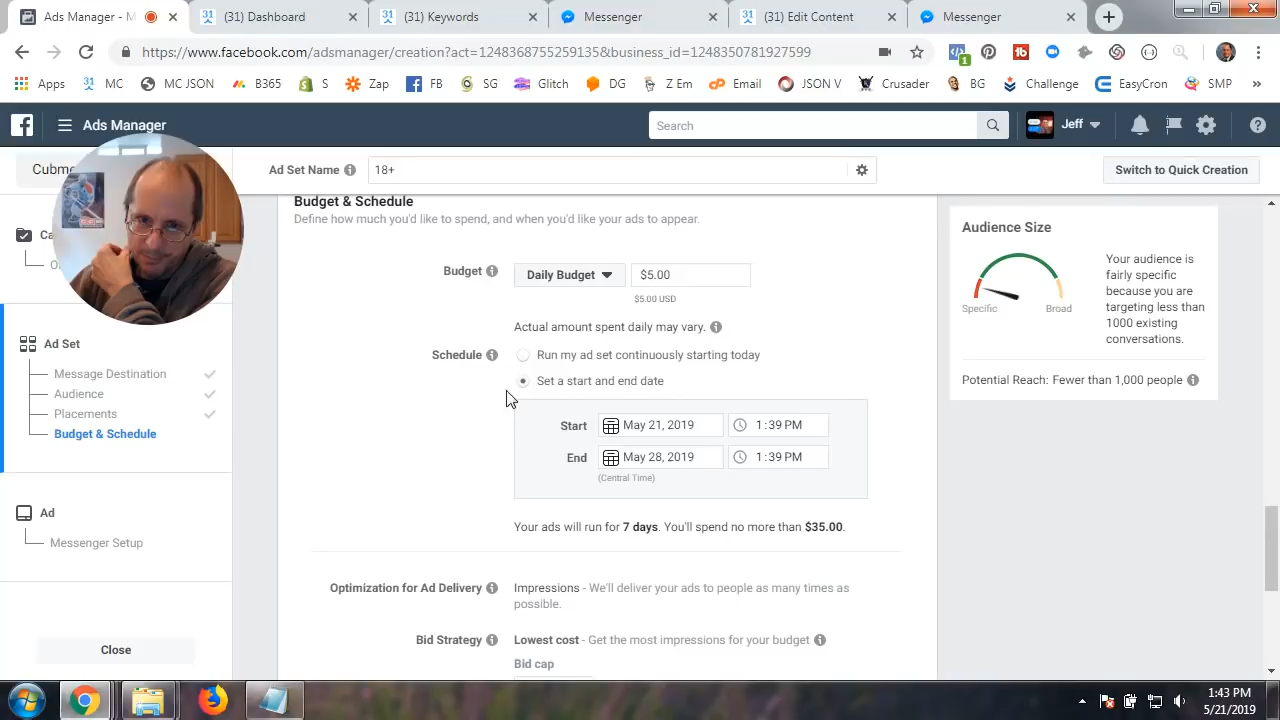 Ads Manager - M
(31) Dashboard
(31) Keywords
Messenger
(31) Edit Content
Messenger
https://www.facebook.com/adsmanager/creation?act=1248368755259135&business_id=1248350781927599
1
Apps
MC
MC JSON
B365
S
Zap
FB
SG
Glitch
DG
Z Em
Email
JSON V
Crusader
BG
Challenge
EasyCron
SMP
»
Ads Manager
Search
Jeff
Cubm
Ad Set Name
18+
Switch to Quick Creation
Ca
O
Ad Set
Message Destination
Audience
Placements
Budget & Schedule
Ad
Messenger Setup
Close
Budget & Schedule
Define how much you'd like to spend, and when you'd like your ads to appear.
Budget
Daily Budget
$5.00
$5.00 USD
Actual amount spent daily may vary.
Schedule
Run my ad set continuously starting today
Set a start and end date
Start
May 21, 2019
1:39 PM
End
May 28, 2019
1:39 PM
(Central Time)
Your ads will run for 7 days. You'll spend no more than $35.00.
Optimization for Ad Delivery
Impressions - We'll deliver your ads to people as many times as
possible.
Bid Strategy
Lowest cost - Get the most impressions for your budget
Bid cap
Audience Size
Specific
Broad
Your audience is
fairly specific
because you are
targeting less than
1000 existing
conversations.
Potential Reach: Fewer than 1,000 people
1:43 PM
5/21/2019